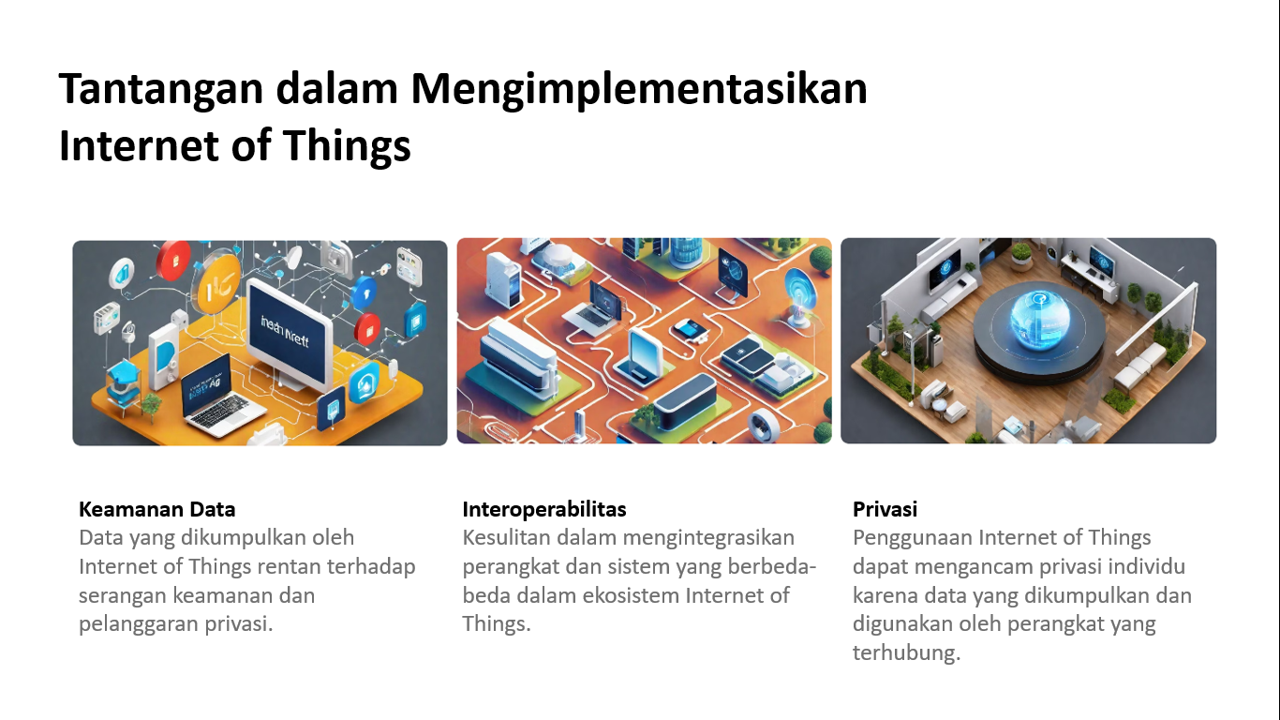 Tantangan dalam Mengimplementasikan
Internet of Things
Keamanan Data
Data yang dikumpulkan oleh
Internet of Things rentan terhadap
serangan keamanan dan
pelanggaran privasi.
Interoperabilitas
Kesulitan dalam mengintegrasikan
perangkat dan sistem yang berbeda-
beda dalam ekosistem Internet of
Things.
Privasi
Penggunaan Internet of Things
dapat mengancam privasi individu
karena data yang dikumpulkan dan
digunakan oleh perangkat yang
terhubung.